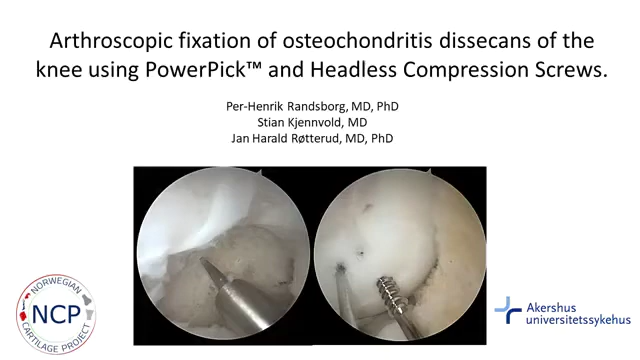 Arthroscopic fixation of osteochondritis dissecans of the
knee using PowerPick™ and Headless Compression Screws.
Per-Henrik Randsborg, MD, PhD
Stian Kjennvold, MD
Jan Harald Røtterud, MD, PhD
NORWEGIAN
NCP
CARTILAGE PROJECT
Akershus
universitetssykehus